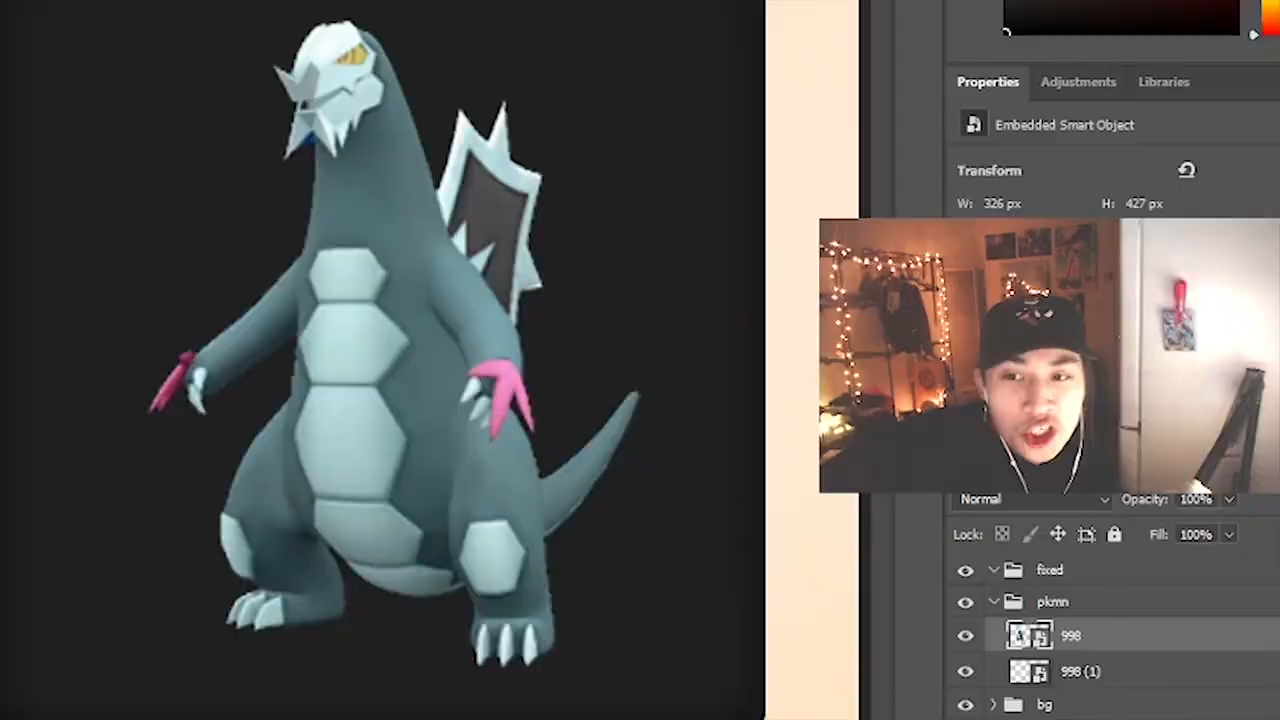 Properties Adjustments Libraries
Embedded Smart Object
Transform
W: 326 px H: 427 px
Normal Opacity: 100%
Lock: Fill: 100%
fixed
pkmn
998
998 (1)
bg